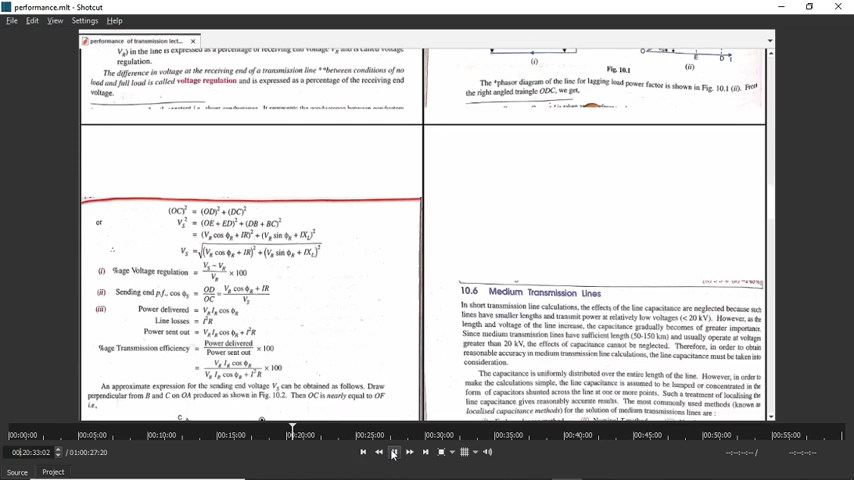 performance.mlt - Shotcut
File Edit View Settings Help
performance of transmission lect...
V_R) in the line is expressed as a percentage of receiving end voltage V_R and is called voltage
regulation.
The difference in voltage at the receiving end of a transmission line **between conditions of no
load and full load is called voltage regulation and is expressed as a percentage of the receiving end
voltage.
(OC)² = (OD)² + (DC)²
or V_S² = (OE + ED)² + (DB + BC)²
= (V_R cos φ_R + IR)² + (V_R sin φ_R + IX_L)²
∴ V_S = √(V_R cos φ_R + IR)² + (V_R sin φ_R + IX_L)²
(i) %age Voltage regulation = V_S – V_R / V_R × 100
(ii) Sending end p.f., cos φ_S = OD / OC = V_R cos φ_R + IR / V_S
(iii) Power delivered = V_R I_R cos φ_R
Line losses = I²R
Power sent out = V_R I_R cos φ_R + I²R
%age Transmission efficiency = Power delivered / Power sent out × 100
= V_R I_R cos φ_R / V_R I_R cos φ_R + I²R × 100
An approximate expression for the sending end voltage V_S can be obtained as follows. Draw
perpendicular from B and C on OA produced as shown in Fig. 10.2. Then OC is nearly equal to OF
i.e.,
C
(i)
E D I
(ii)
Fig. 10.1
The *phasor diagram of the line for lagging load power factor is shown in Fig. 10.1 (ii). From
the right angled traingle ODC, we get,
10.6 Medium Transmission Lines
In short transmission line calculations, the effects of the line capacitance are neglected because such
lines have smaller lengths and transmit power at relatively low voltages (< 20 kV). However, as the
length and voltage of the line increase, the capacitance gradually becomes of greater importance.
Since medium transmission lines have sufficient length (50-150 km) and usually operate at voltages
greater than 20 kV, the effects of capacitance cannot be neglected. Therefore, in order to obtain
reasonable accuracy in medium transmission line calculations, the line capacitance must be taken into
consideration.
The capacitance is uniformly distributed over the entire length of the line. However, in order to
make the calculations simple, the line capacitance is assumed to be lumped or concentrated in the
form of capacitors shunted across the line at one or more points. Such a treatment of localising the
line capacitance gives reasonably accurate results. The most commonly used methods (known as
localised capacitance methods) for the solution of medium transmissions lines are :
00:00:00 00:05:00 00:10:00 00:15:00 00:20:00 00:25:00 00:30:00 00:35:00 00:40:00 00:45:00 00:50:00 00:55:00
00:20:33:02 / 01:00:27:20
--:--:--:-- / --:--:--:--
Source Project